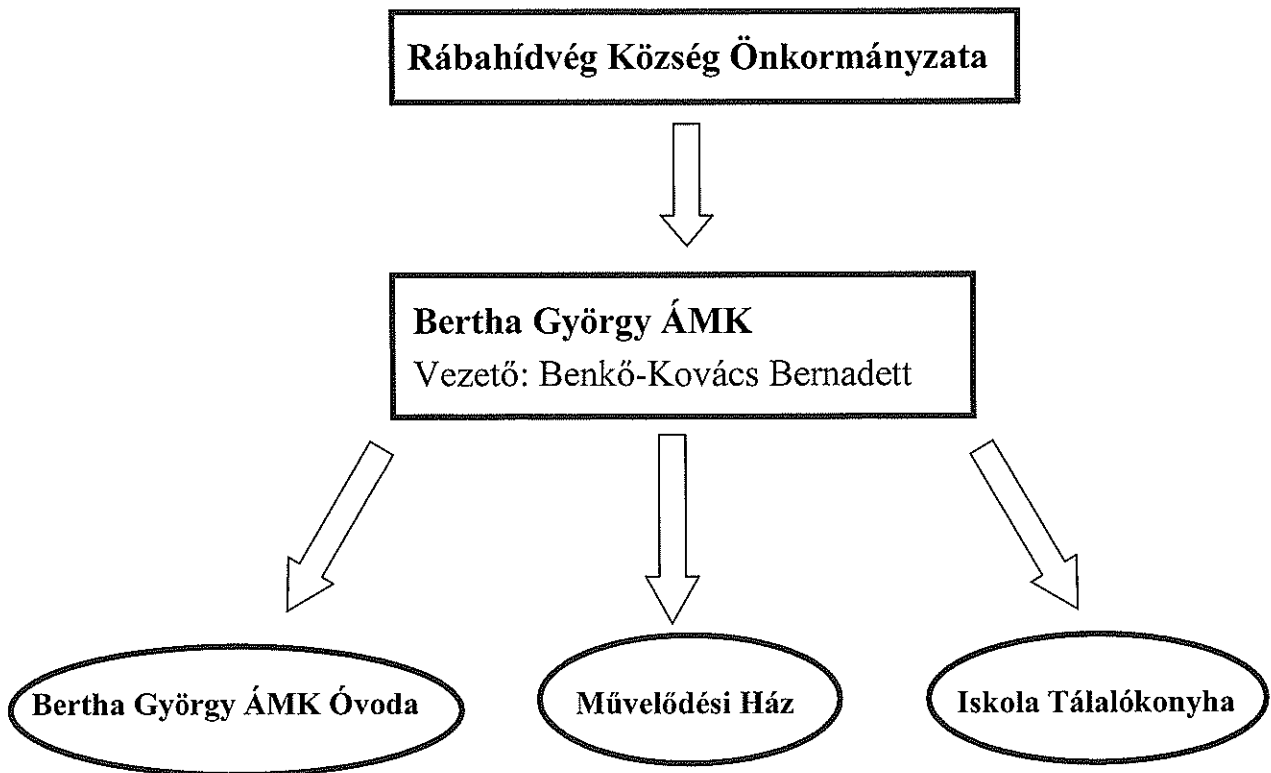 Rábahídvég Község Önkormányzata
Bertha György ÁMK
Vezető: Benkő-Kovács Bernadett
Bertha György ÁMK Óvoda
Művelődési Ház
Iskola Tálalókonyha